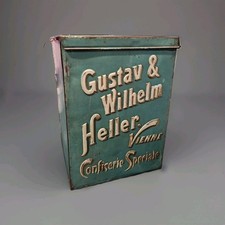 Gustav &
Wilhelm
Heller.
Vienne
Confiserie Speciale